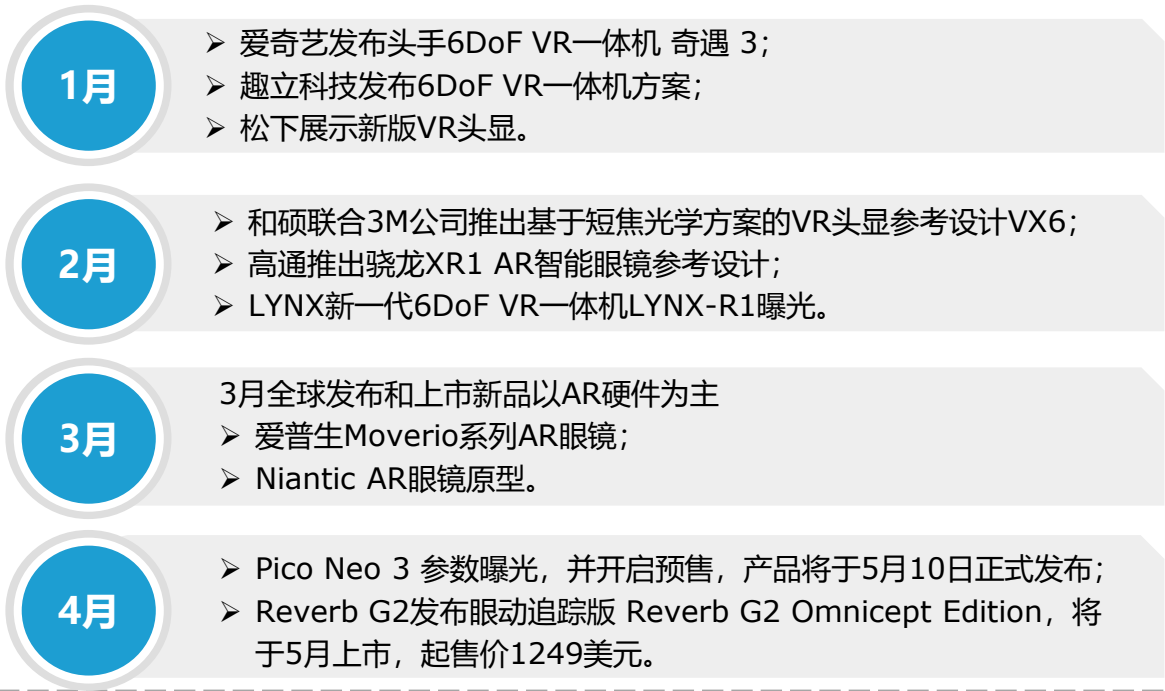 1月
➢ 爱奇艺发布头手6DoF VR一体机 奇遇 3；
➢ 趣立科技发布6DoF VR一体机方案；
➢ 松下展示新版VR头显。
2月
➢ 和硕联合3M公司推出基于短焦光学方案的VR头显参考设计VX6；
➢ 高通推出骁龙XR1 AR智能眼镜参考设计；
➢ LYNX新一代6DoF VR一体机LYNX-R1曝光。
3月
3月全球发布和上市新品以AR硬件为主
➢ 爱普生Moverio系列AR眼镜；
➢ Niantic AR眼镜原型。
4月
➢ Pico Neo 3 参数曝光，并开启预售，产品将于5月10日正式发布；
➢ Reverb G2发布眼动追踪版 Reverb G2 Omnicept Edition，将
于5月上市，起售价1249美元。